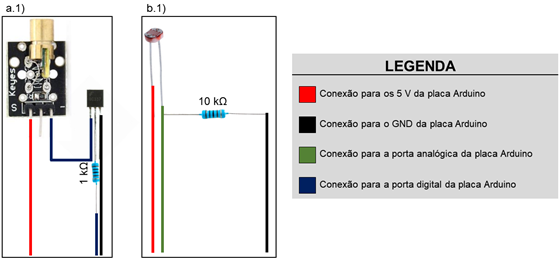 a.1)
b.1)
Keyes
S
1 kΩ
10 kΩ
LEGENDA
Conexão para os 5 V da placa Arduino
Conexão para o GND da placa Arduino
Conexão para a porta analógica da placa Arduino
Conexão para a porta digital da placa Arduino